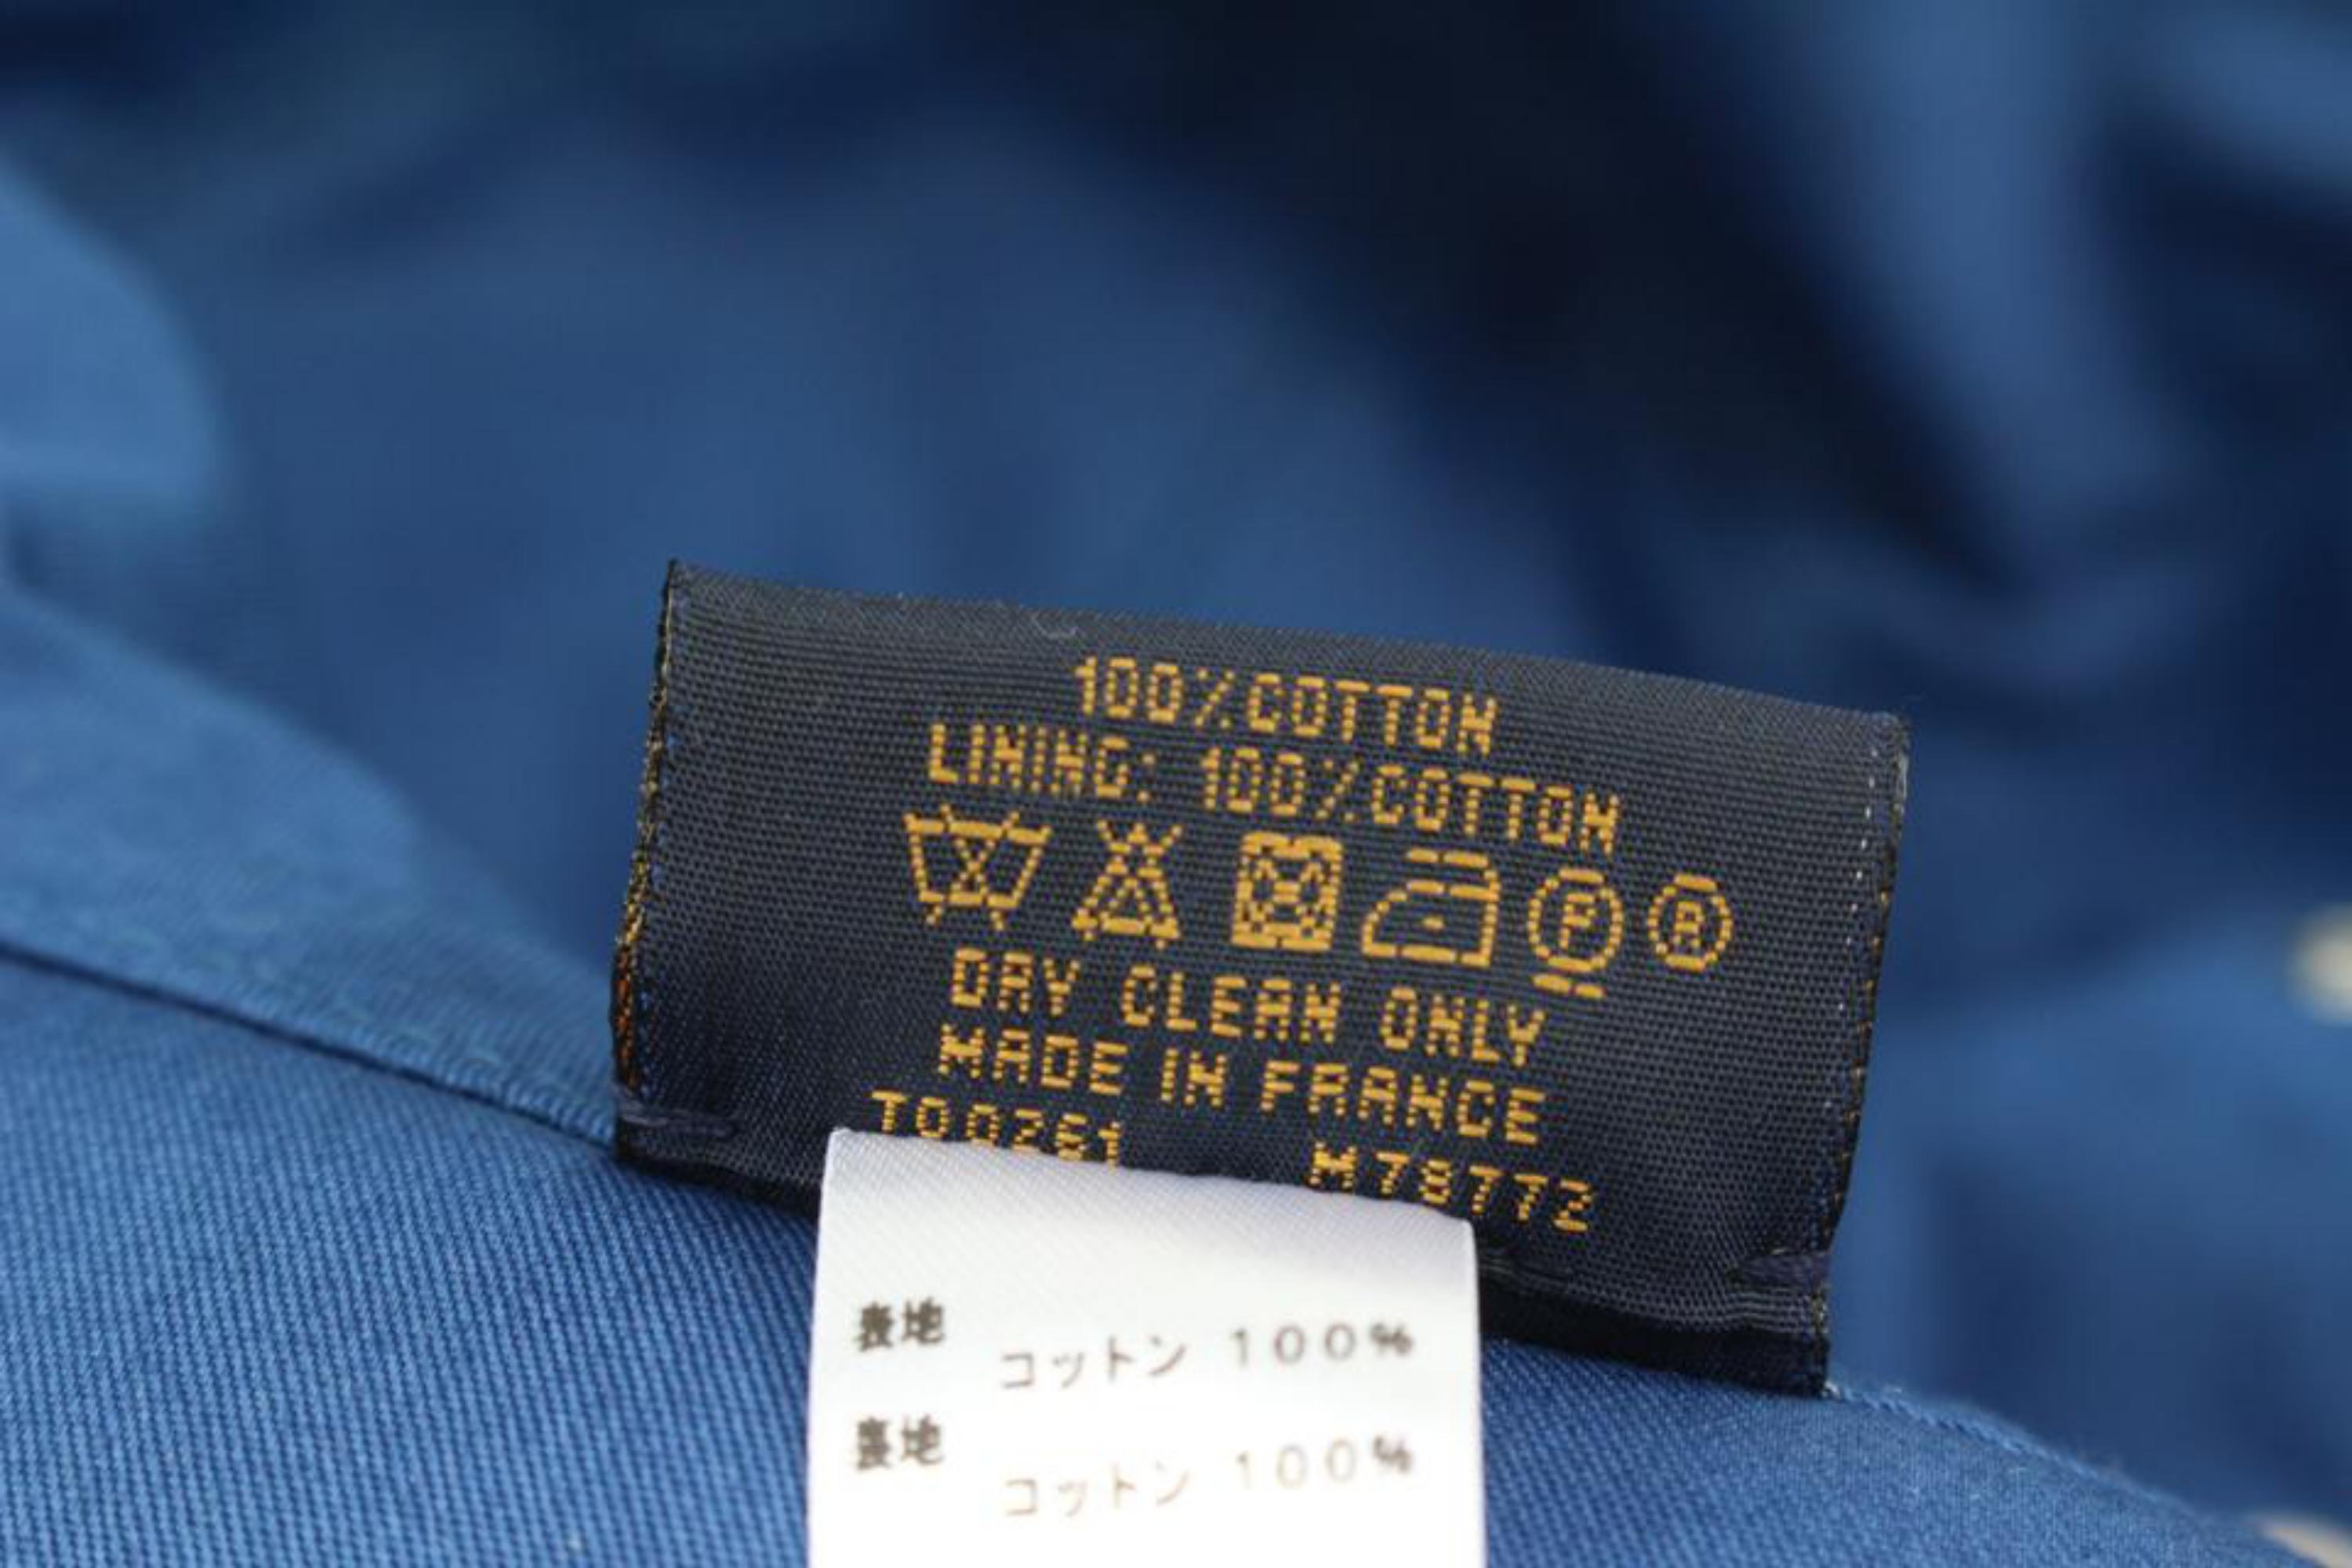 100%COTTON
LINING: 100%COTTON
P R
DRY CLEAN ONLY
MADE IN FRANCE
T00261 M78772
表地
コットン 100%
裏地
コットン 100%